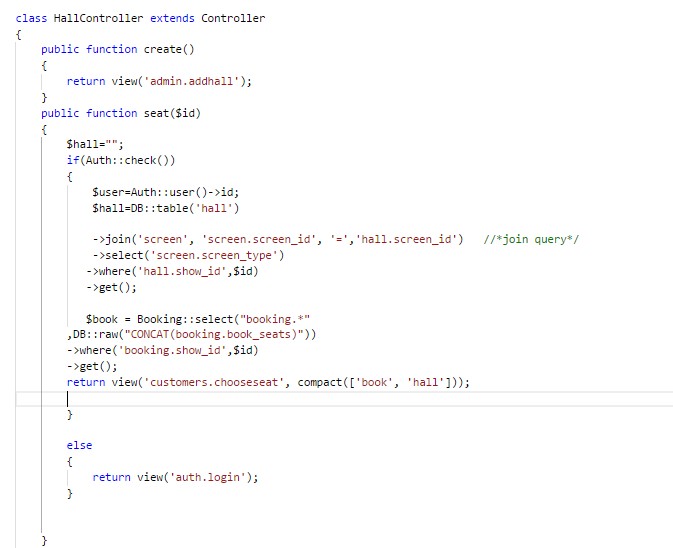 class HallController extends Controller
{
    public function create()
    {
        return view('admin.addhall');
    }
    public function seat($id)
    {
        $hall="";
        if(Auth::check())
        {
            $user=Auth::user()->id;
            $hall=DB::table('hall')
            ->join('screen', 'screen.screen_id', '=','hall.screen_id')   //*join query*/
            ->select('screen.screen_type')
           ->where('hall.show_id',$id)
           ->get();
           $book = Booking::select("booking.*"
        ,DB::raw("CONCAT(booking.book_seats)"))
        ->where('booking.show_id',$id)
        ->get();
        return view('customers.chooseseat', compact(['book', 'hall']));
        }
        else
        {
            return view('auth.login');
        }
    }